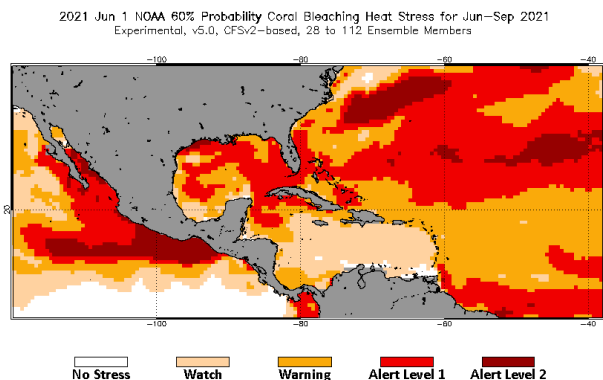 2021 Jun 1 NOAA 60% Probability Coral Bleaching Heat Stress for Jun-Sep 2021
Experimental, v5.0, CFSv2-based, 28 to 112 Ensemble Members
-100 -80 -60 -40
20
20
-100 -80 -60 -40
No Stress Watch Warning Alert Level 1 Alert Level 2